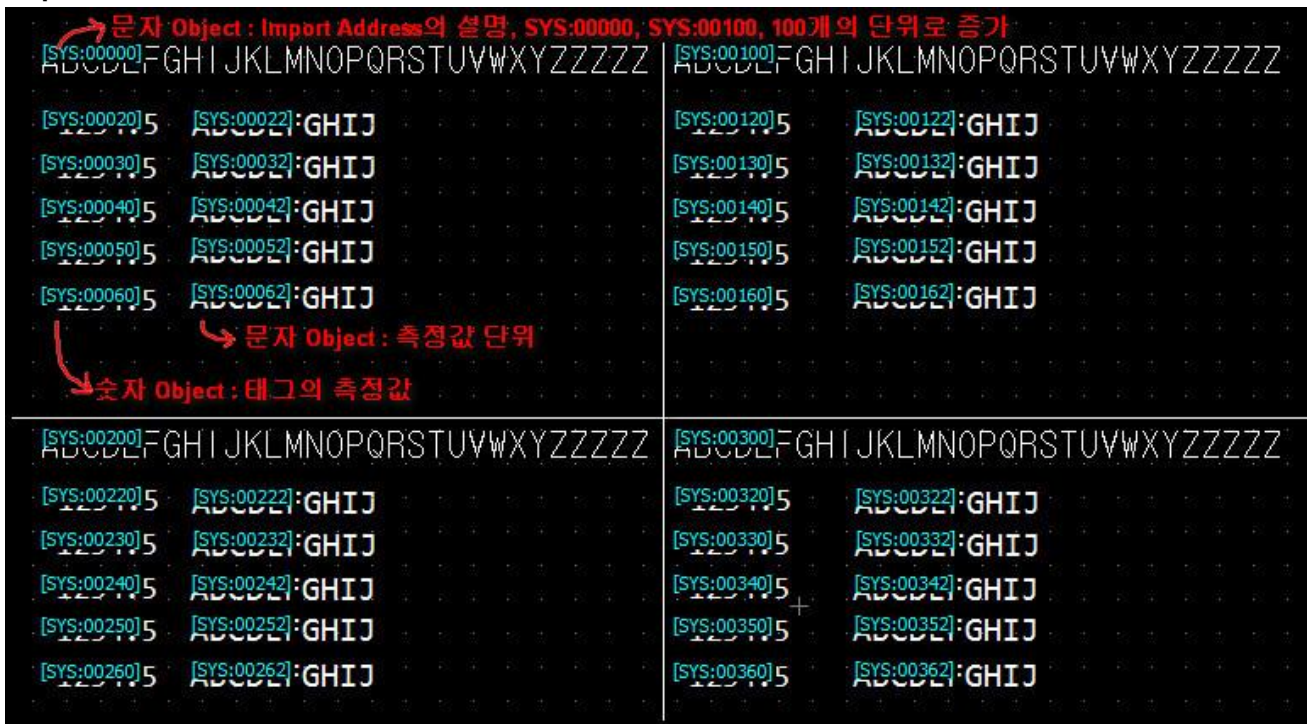 문자 Object : Import Address의 설명, SYS:00000, SYS:00100, 100개의 단위로 증가
[SYS:00000]FGHIJKLMNOPQRSTUVWXYZZZZZ
[SYS:00020]5 [SYS:00022]GHIJ
[SYS:00030]5 [SYS:00032]GHIJ
[SYS:00040]5 [SYS:00042]GHIJ
[SYS:00050]5 [SYS:00052]GHIJ
[SYS:00060]5 [SYS:00062]GHIJ
문자 Object : 측정값 단위
숫자 Object : 태그의 측정값
[SYS:00100]FGHIJKLMNOPQRSTUVWXYZZZZZ
[SYS:00120]5 [SYS:00122]GHIJ
[SYS:00130]5 [SYS:00132]GHIJ
[SYS:00140]5 [SYS:00142]GHIJ
[SYS:00150]5 [SYS:00152]GHIJ
[SYS:00160]5 [SYS:00162]GHIJ
[SYS:00200]FGHIJKLMNOPQRSTUVWXYZZZZZ
[SYS:00220]5 [SYS:00222]GHIJ
[SYS:00230]5 [SYS:00232]GHIJ
[SYS:00240]5 [SYS:00242]GHIJ
[SYS:00250]5 [SYS:00252]GHIJ
[SYS:00260]5 [SYS:00262]GHIJ
[SYS:00300]FGHIJKLMNOPQRSTUVWXYZZZZZ
[SYS:00320]5 [SYS:00322]GHIJ
[SYS:00330]5 [SYS:00332]GHIJ
[SYS:00340]5 [SYS:00342]GHIJ
[SYS:00350]5 [SYS:00352]GHIJ
[SYS:00360]5 [SYS:00362]GHIJ